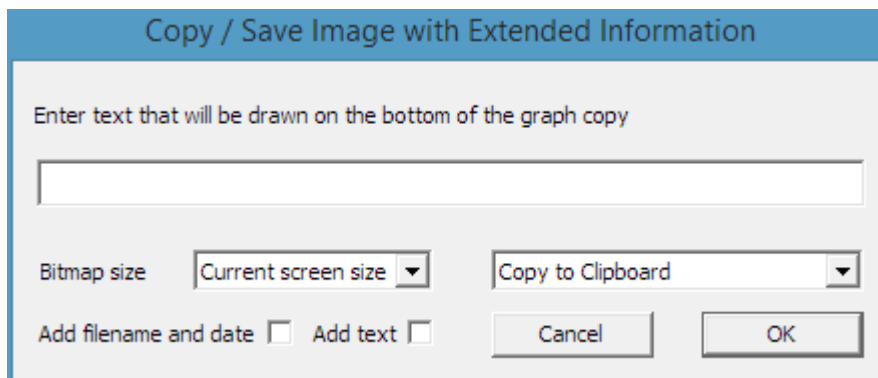 Copy / Save Image with Extended Information
Enter text that will be drawn on the bottom of the graph copy
Bitmap size Current screen size Copy to Clipboard
Add filename and date Add text Cancel OK